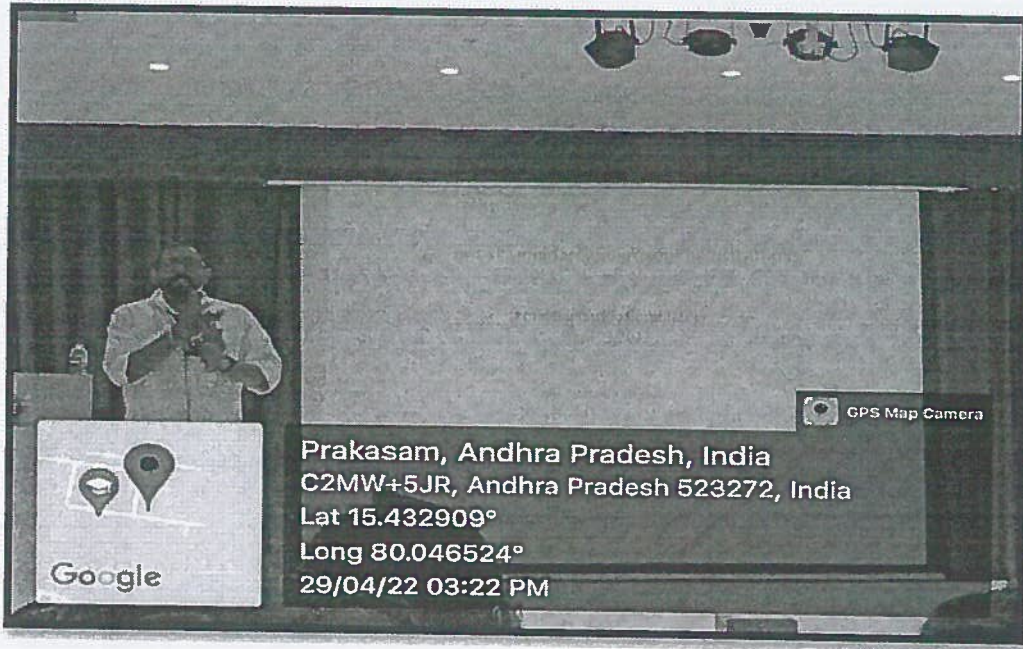 GPS Map Camera
Prakasam, Andhra Pradesh, India
C2MW+5JR, Andhra Pradesh 523272, India
Lat 15.432909°
Long 80.046524°
29/04/22 03:22 PM
Google